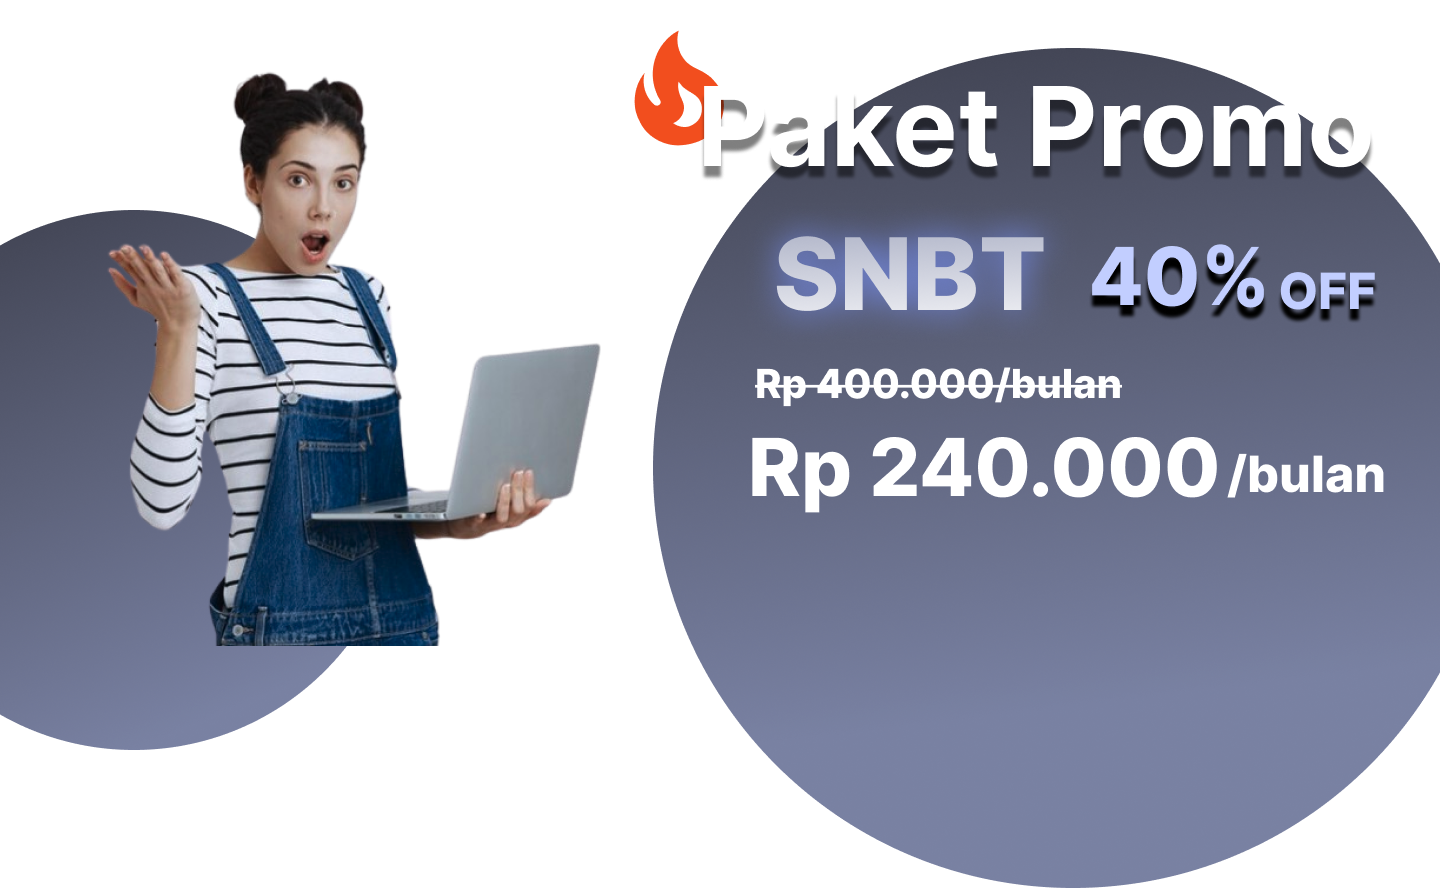 Paket Promo
SNBT 40% OFF
Rp 400.000/bulan
Rp 240.000/bulan